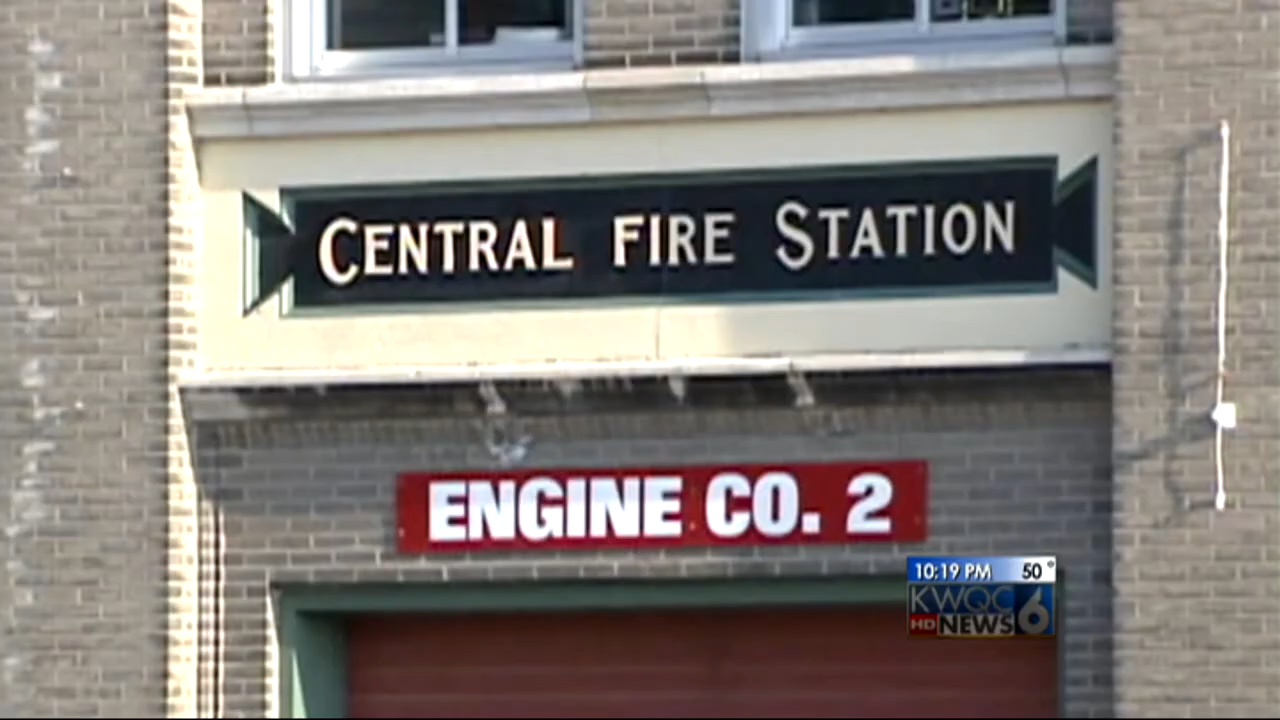 CENTRAL FIRE STATION
ENGINE CO. 2
10:19 PM 50°
KWQC 6
HD NEWS